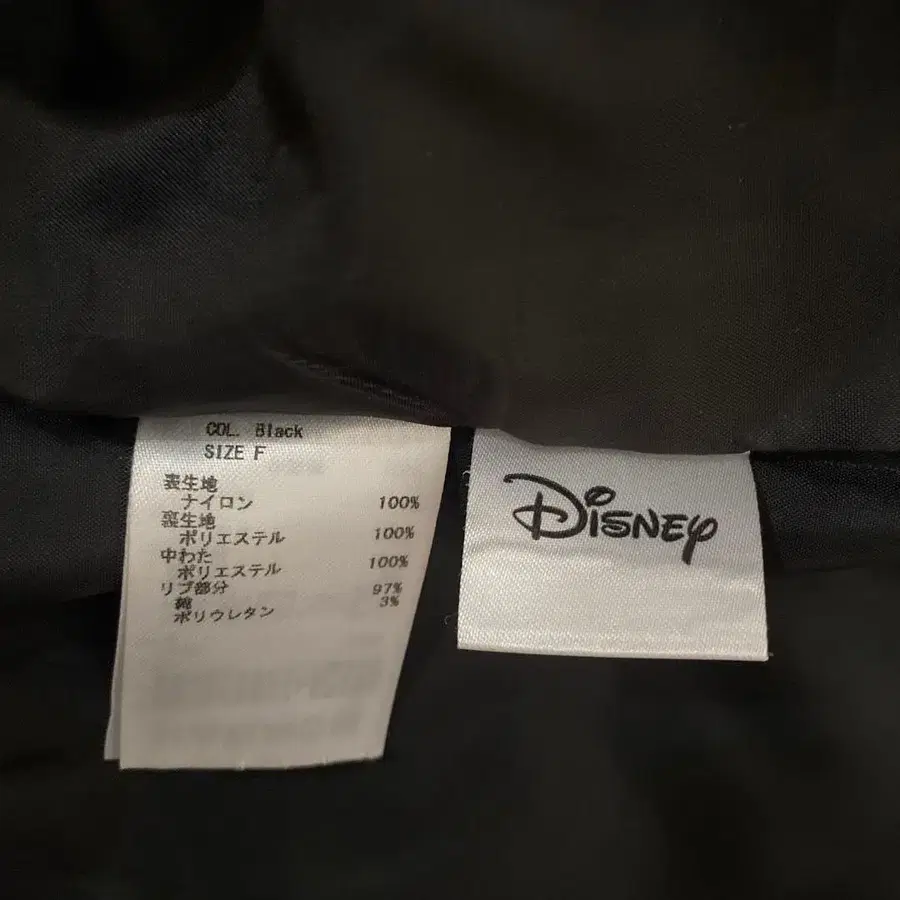 COL. Black
SIZE F
表生地
ナイロン 100%
裏生地
ポリエステル 100%
中わた
ポリエステル 100%
リブ部分
綿 97%
ポリウレタン 3%
Disney